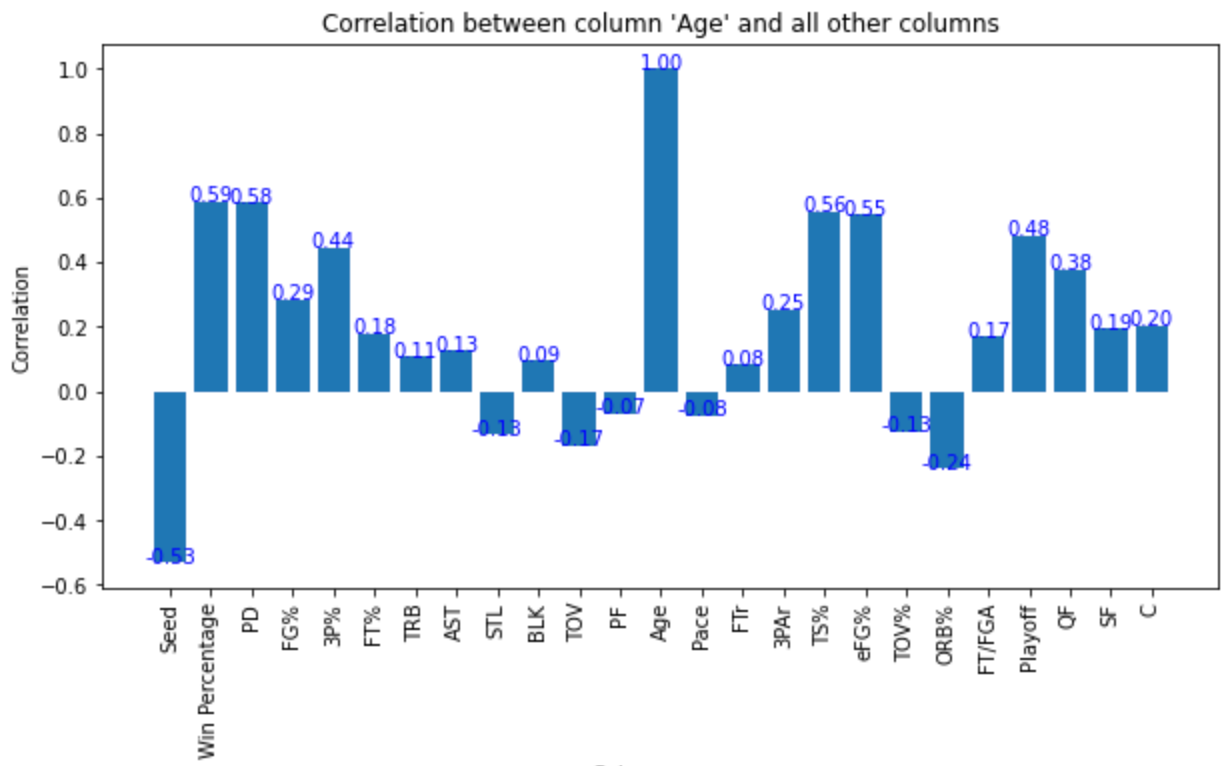 Correlation between column 'Age' and all other columns
Correlation
1.0
0.8
0.6
0.4
0.2
0.0
−0.2
−0.4
−0.6
-0.53
0.59
0.58
0.29
0.44
0.18
0.11
0.13
-0.13
0.09
-0.17
-0.07
1.00
-0.08
0.08
0.25
0.56
0.55
-0.13
-0.24
0.17
0.48
0.38
0.19
0.20
Seed
Win Percentage
PD
FG%
3P%
FT%
TRB
AST
STL
BLK
TOV
PF
Age
Pace
FTr
3PAr
TS%
eFG%
TOV%
ORB%
FT/FGA
Playoff
QF
SF
C